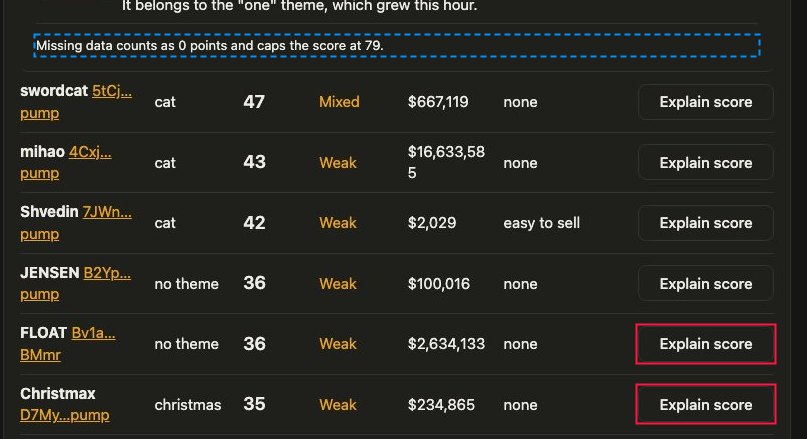 It belongs to the "one" theme, which grew this hour.
Missing data counts as 0 points and caps the score at 79.
swordcat 5tCj...
pump
cat
47
Mixed
$667,119
none
Explain score
mihao 4Cxj...
pump
cat
43
Weak
$16,633,58
5
none
Explain score
Shvedin 7JWn...
pump
cat
42
Weak
$2,029
easy to sell
Explain score
JENSEN B2Yp...
pump
no theme
36
Weak
$100,016
none
Explain score
FLOAT Bv1a...
BMmr
no theme
36
Weak
$2,634,133
none
Explain score
Christmax
D7My...pump
christmas
35
Weak
$234,865
none
Explain score